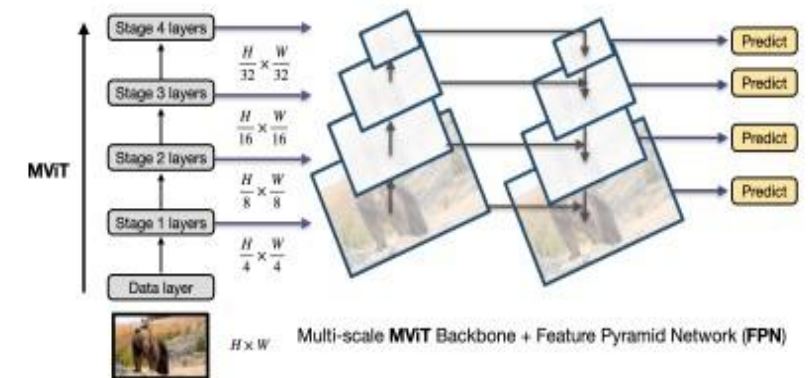 Stage 4 layers
Predict
H/32 × W/32
Stage 3 layers
Predict
H/16 × W/16
Stage 2 layers
Predict
MViT
H/8 × W/8
Stage 1 layers
Predict
H/4 × W/4
Data layer
H × W
Multi-scale MViT Backbone + Feature Pyramid Network (FPN)